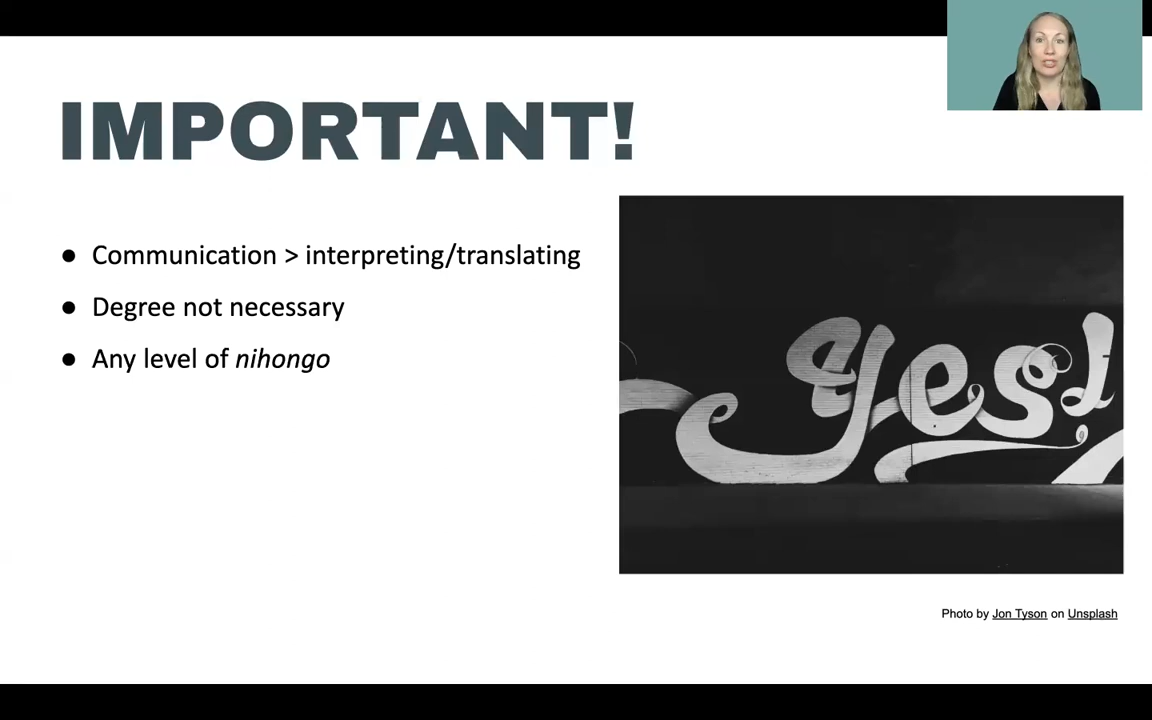 IMPORTANT!
● Communication > interpreting/translating
● Degree not necessary
● Any level of nihongo
yes!
Photo by Jon Tyson on Unsplash